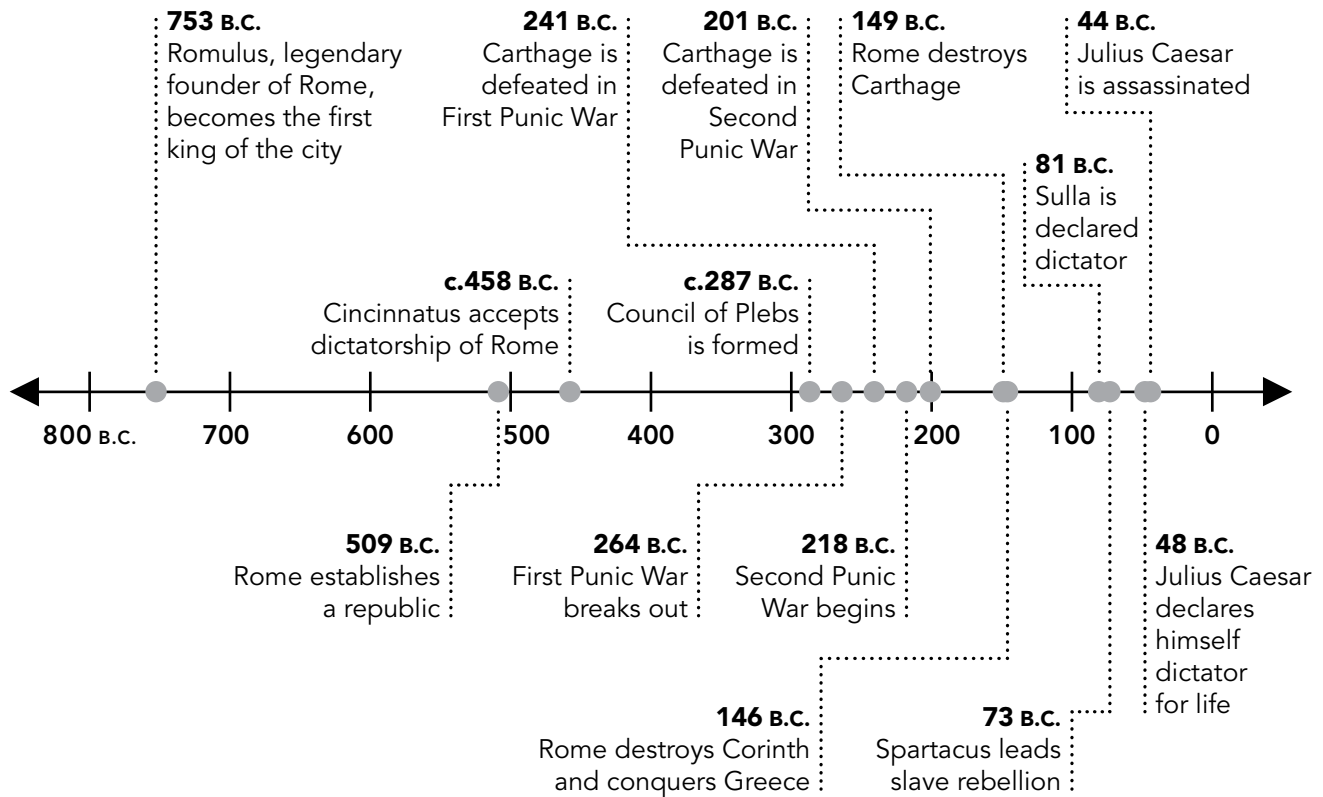 753 B.C.
Romulus, legendary
founder of Rome,
becomes the first
king of the city
241 B.C.
Carthage is
defeated in
First Punic War
201 B.C.
Carthage is
defeated in
Second
Punic War
149 B.C.
Rome destroys
Carthage
44 B.C.
Julius Caesar
is assassinated
81 B.C.
Sulla is
declared
dictator
c.458 B.C.
Cincinnatus accepts
dictatorship of Rome
c.287 B.C.
Council of Plebs
is formed
800 B.C. 700 600 500 400 300 200 100 0
509 B.C.
Rome establishes
a republic
264 B.C.
First Punic War
breaks out
218 B.C.
Second Punic
War begins
48 B.C.
Julius Caesar
declares
himself
dictator
for life
146 B.C.
Rome destroys Corinth
and conquers Greece
73 B.C.
Spartacus leads
slave rebellion